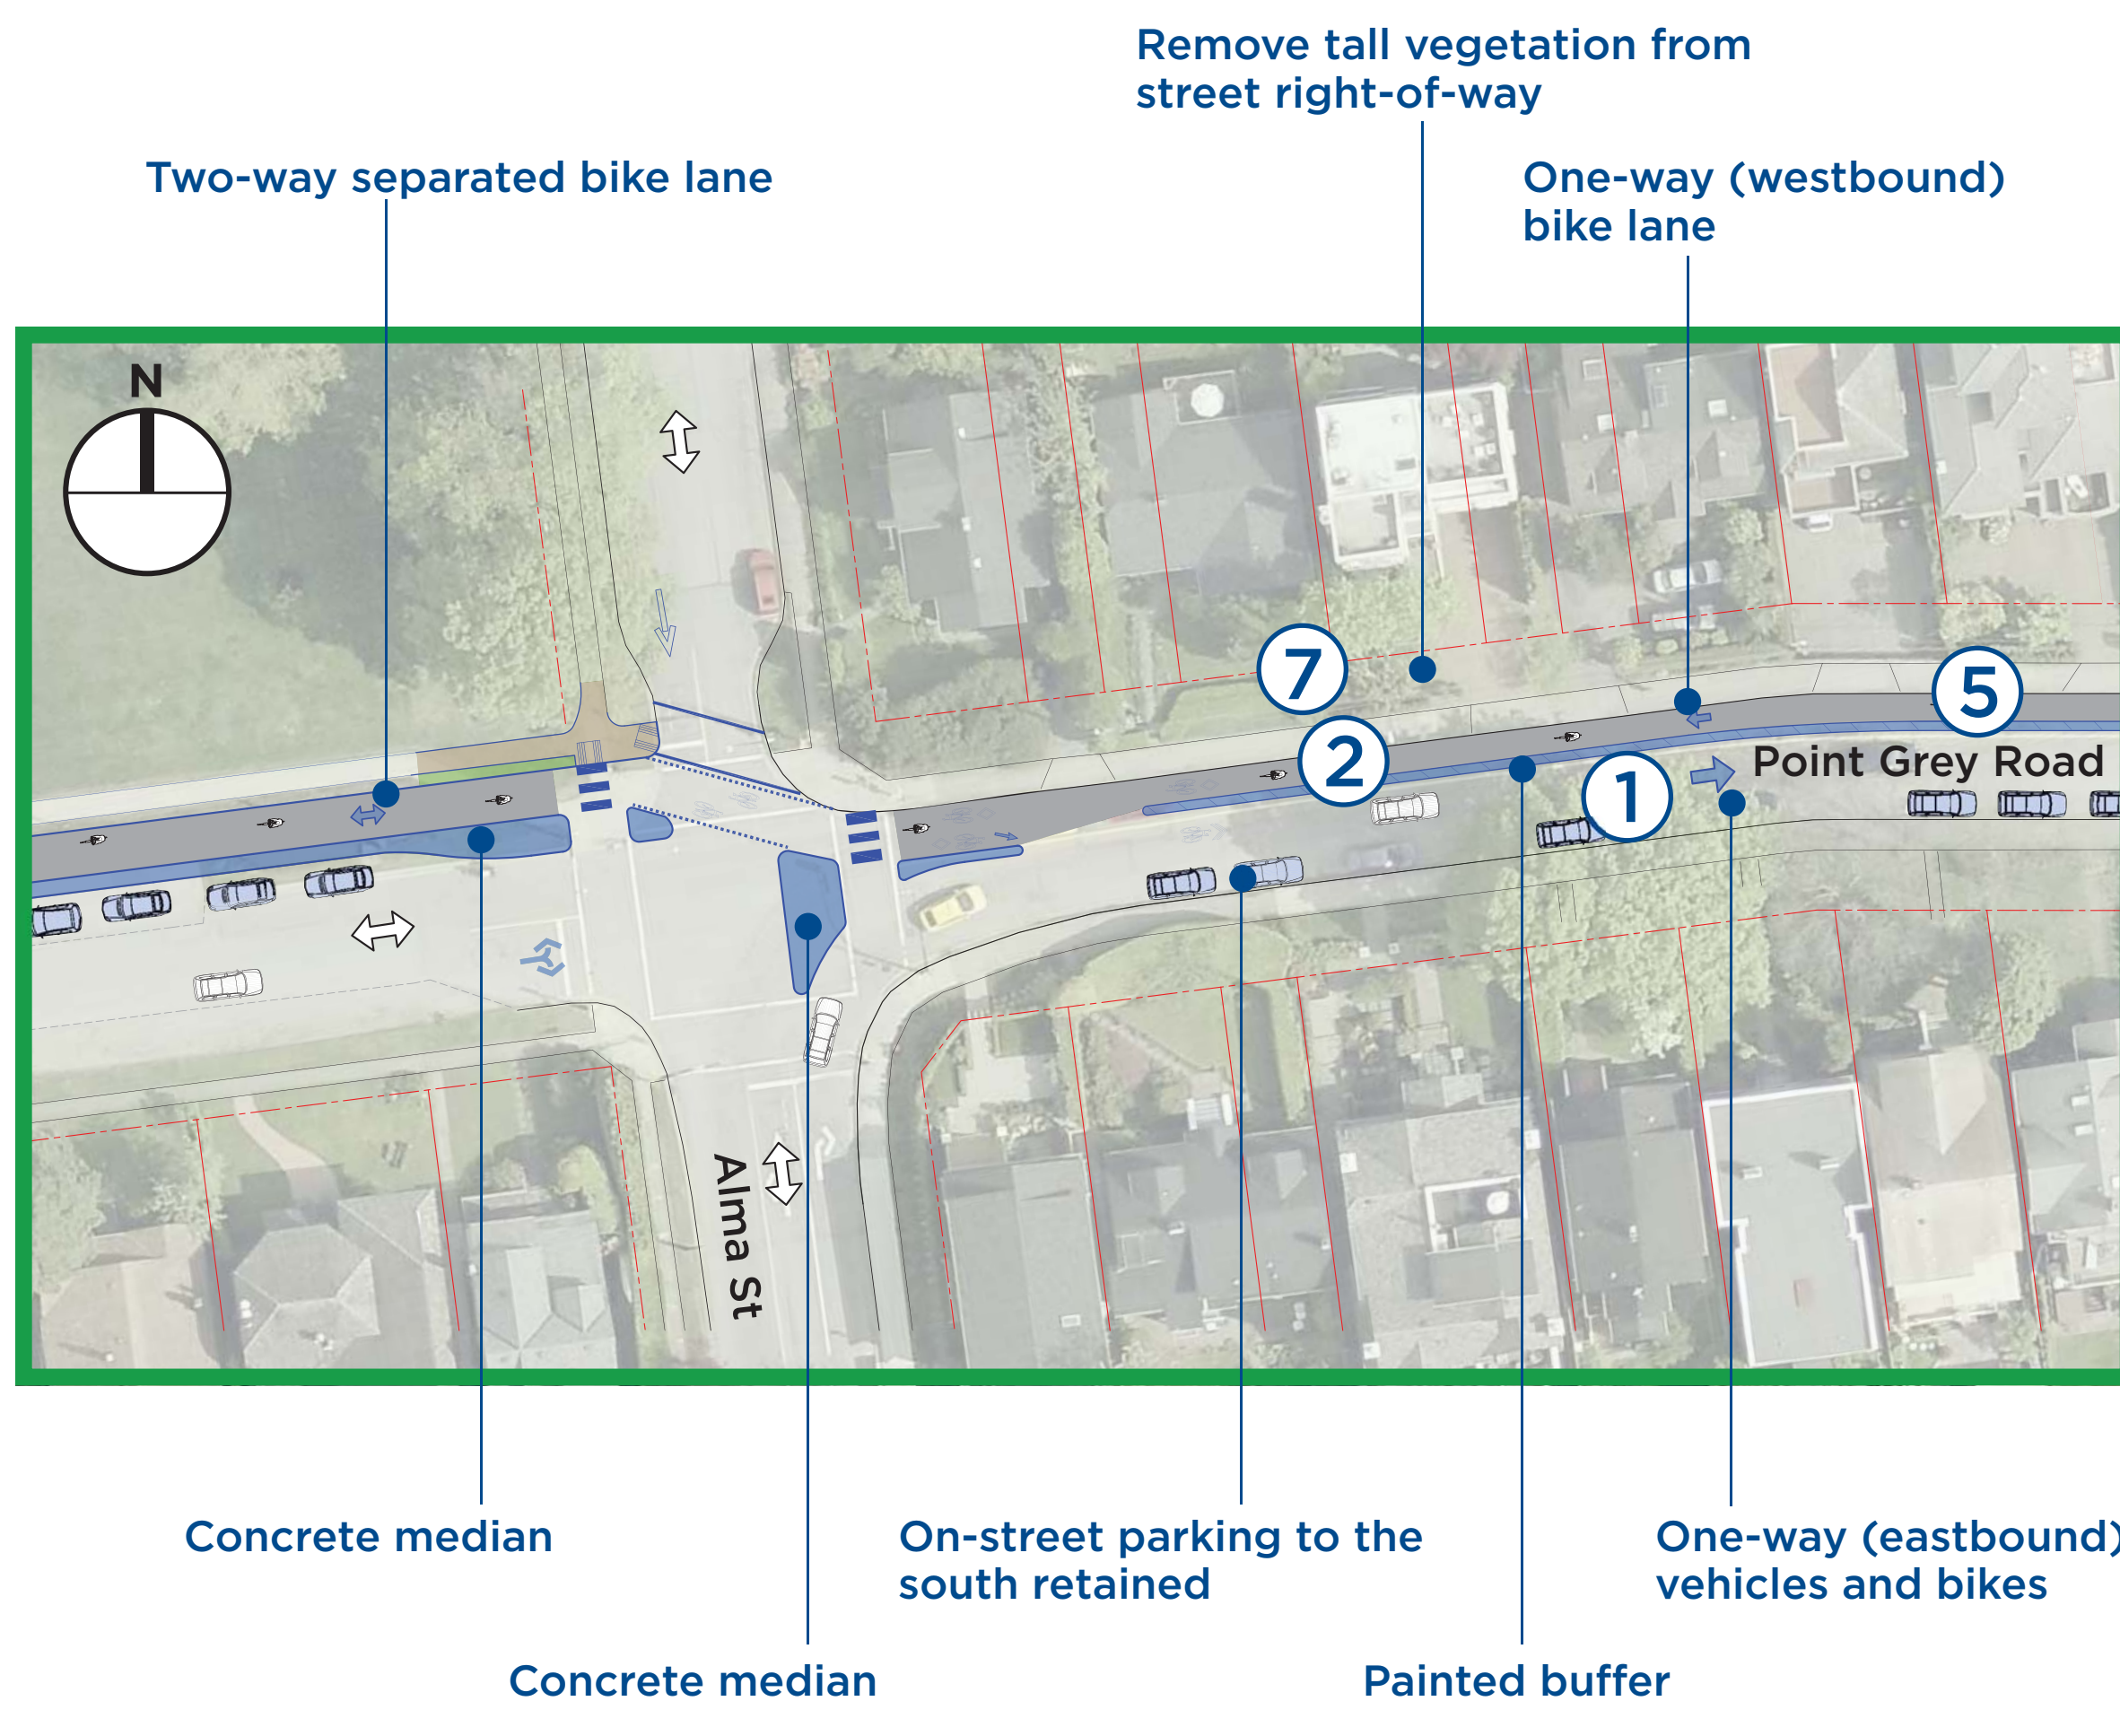 Remove tall vegetation from
street right-of-way
Two-way separated bike lane
One-way (westbound)
bike lane
N
7
5
2
1
Point Grey Road
Alma St
Concrete median
On-street parking to the
south retained
One-way (eastbound)
vehicles and bikes
Concrete median
Painted buffer